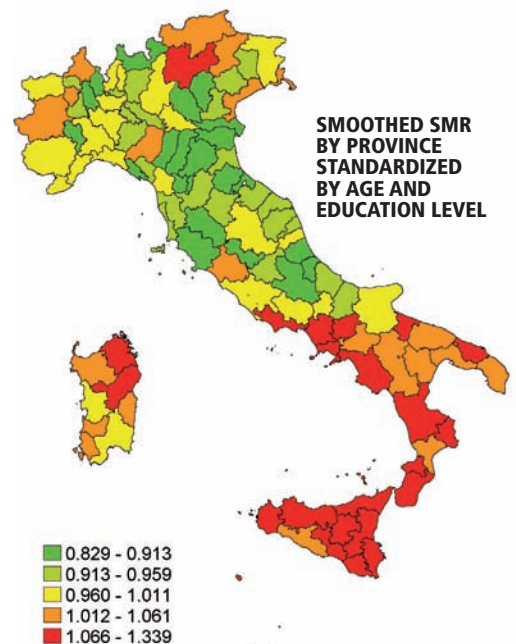 SMOOTHED SMR
BY PROVINCE
STANDARDIZED
BY AGE AND
EDUCATION LEVEL
0.829 - 0.913
0.913 - 0.959
0.960 - 1.011
1.012 - 1.061
1.066 - 1.339